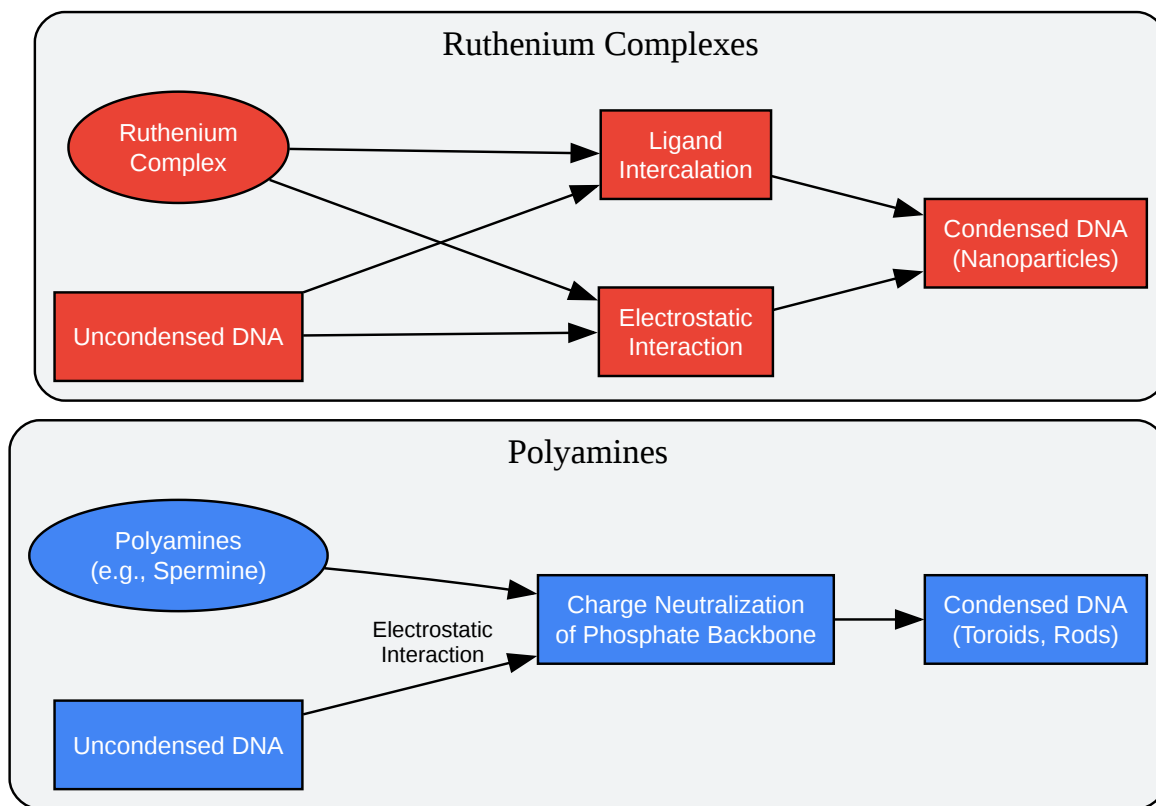 Ruthenium Complexes
Ruthenium
Complex
Ligand
Intercalation
Condensed DNA
(Nanoparticles)
Uncondensed DNA
Electrostatic
Interaction
Polyamines
Polyamines
(e.g., Spermine)
Charge Neutralization
of Phosphate Backbone
Condensed DNA
(Toroids, Rods)
Electrostatic
Interaction
Uncondensed DNA